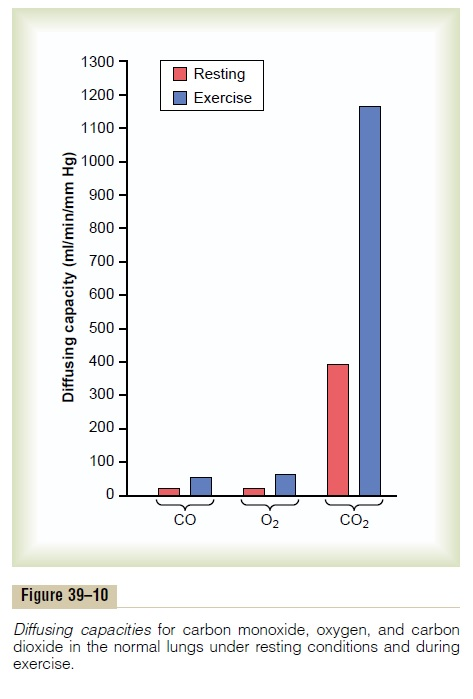 1300
Resting
1200
Exercise
1100
1000
900
800
700
600
500
400
300
200
100
0
Diffusing capacity (ml/min/mm Hg)
CO
O₂
CO₂
Figure 39–10
Diffusing capacities for carbon monoxide, oxygen, and carbon
dioxide in the normal lungs under resting conditions and during
exercise.